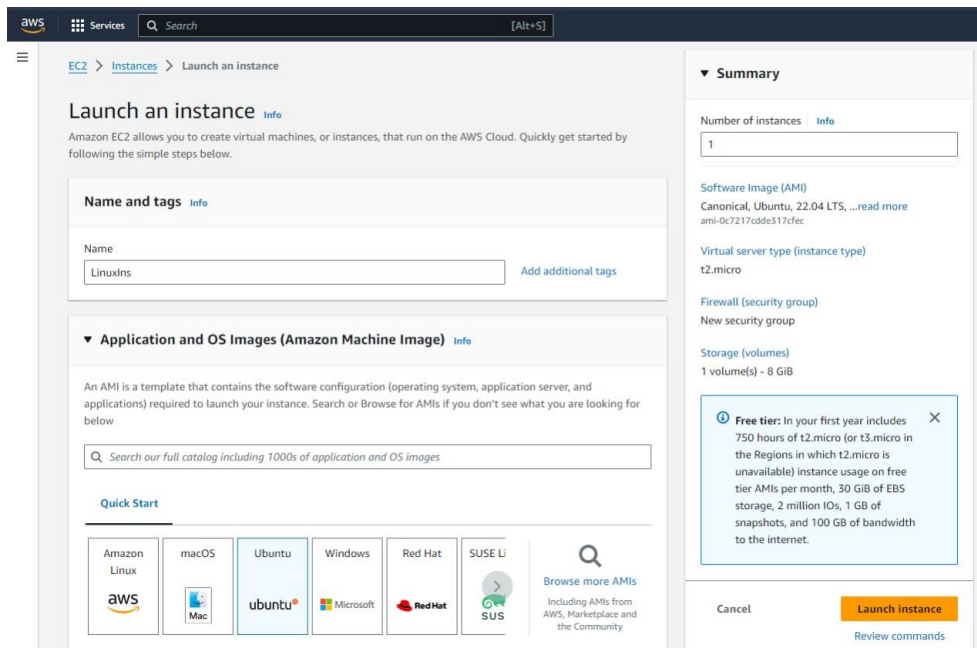 aws
Services
Search
[Alt+S]
EC2 > Instances > Launch an instance
Launch an instance Info
Amazon EC2 allows you to create virtual machines, or instances, that run on the AWS Cloud. Quickly get started by
following the simple steps below.
Name and tags Info
Name
LinuxIns
Add additional tags
Application and OS Images (Amazon Machine Image) Info
An AMI is a template that contains the software configuration (operating system, application server, and
applications) required to launch your instance. Search or Browse for AMIs if you don't see what you are looking for
below
Search our full catalog including 1000s of application and OS images
Quick Start
Amazon
Linux
aws
macOS
Mac
Ubuntu
ubuntu®
Windows
Microsoft
Red Hat
Red Hat
SUSE Li
SUS
Browse more AMIs
Including AMIs from
AWS, Marketplace and
the Community
Summary
Number of instances Info
1
Software Image (AMI)
Canonical, Ubuntu, 22.04 LTS, ...read more
ami-0c7217cdde317cfec
Virtual server type (instance type)
t2.micro
Firewall (security group)
New security group
Storage (volumes)
1 volume(s) - 8 GiB
Free tier: In your first year includes
750 hours of t2.micro (or t3.micro in
the Regions in which t2.micro is
unavailable) instance usage on free
tier AMIs per month, 30 GiB of EBS
storage, 2 million IOs, 1 GB of
snapshots, and 100 GB of bandwidth
to the internet.
Cancel
Launch instance
Review commands